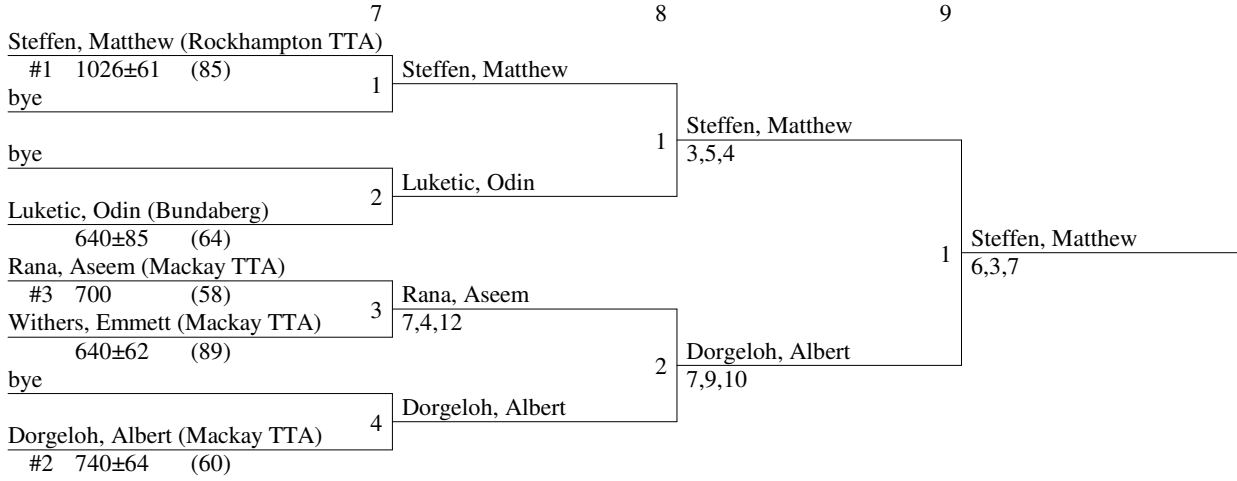 7 8 9
Steffen, Matthew (Rockhampton TTA)
#1 1026±61 (85)
bye
1
Steffen, Matthew
bye
2
Luketic, Odin
Luketic, Odin (Bundaberg)
640±85 (64)
1
Steffen, Matthew
3,5,4
Rana, Aseem (Mackay TTA)
#3 700 (58)
Withers, Emmett (Mackay TTA)
640±62 (89)
3
Rana, Aseem
7,4,12
bye
4
Dorgeloh, Albert
Dorgeloh, Albert (Mackay TTA)
#2 740±64 (60)
2
Dorgeloh, Albert
7,9,10
1
Steffen, Matthew
6,3,7